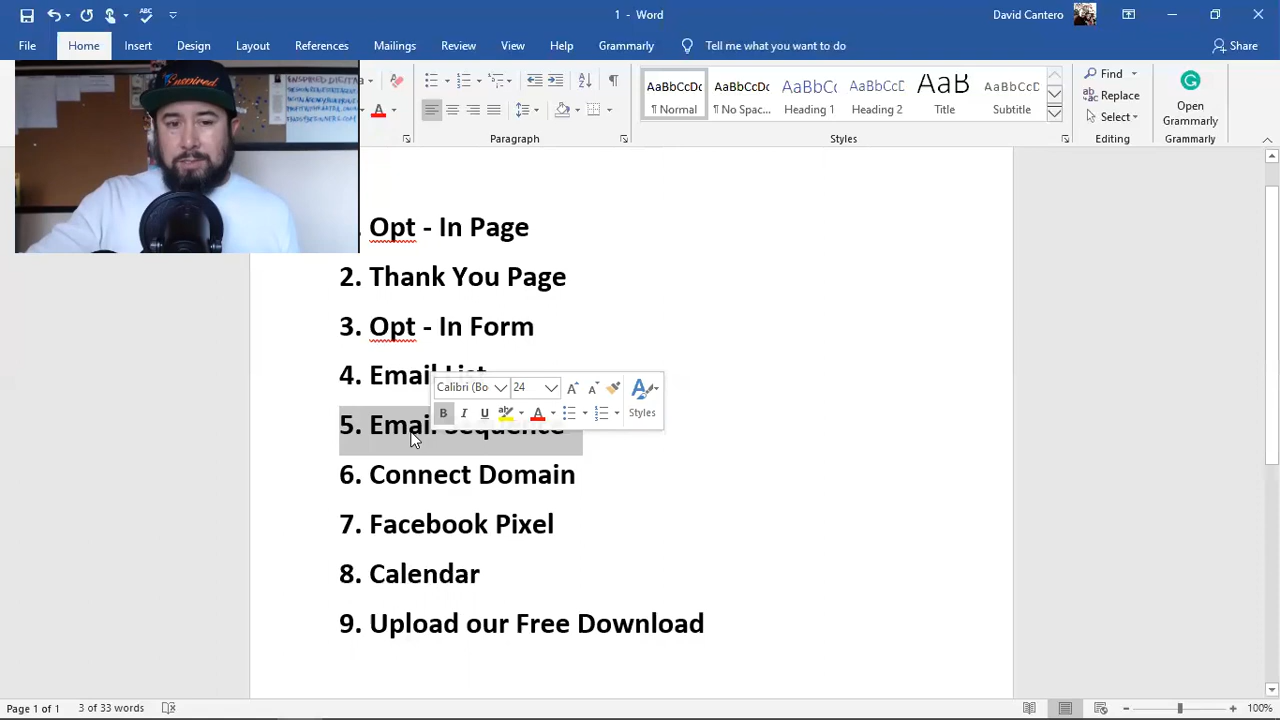 1 - Word
David Cantero
File Home Insert Design Layout References Mailings Review View Help Grammarly Tell me what you want to do Share
AaBbCcDc AaBbCcDc AaBbCc AaBbCcC AaB AaBbCcD
¶ Normal ¶ No Spac... Heading 1 Heading 2 Title Subtitle
Find
Replace
Select
Open
Grammarly
Paragraph Styles Editing Grammarly
Inspired
Opt - In Page
2. Thank You Page
3. Opt - In Form
4. Email List
Calibri (Bo 24
B I U ab A Styles
5. Email Sequence
6. Connect Domain
7. Facebook Pixel
8. Calendar
9. Upload our Free Download
Page 1 of 1 3 of 33 words 100%